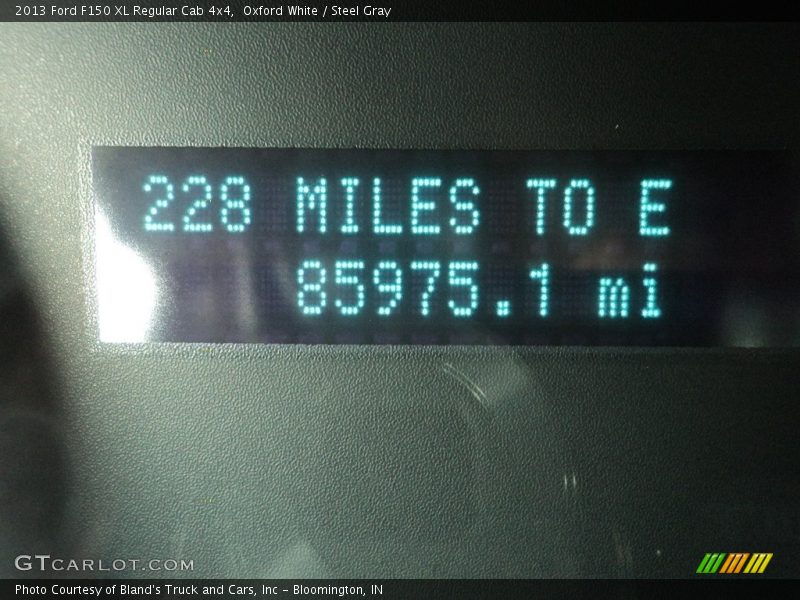 2013 Ford F150 XL Regular Cab 4x4,  Oxford White / Steel Gray
228 MILES TO E
85975.1 mi
GTCARLOT.COM
Photo Courtesy of Bland's Truck and Cars, Inc – Bloomington, IN